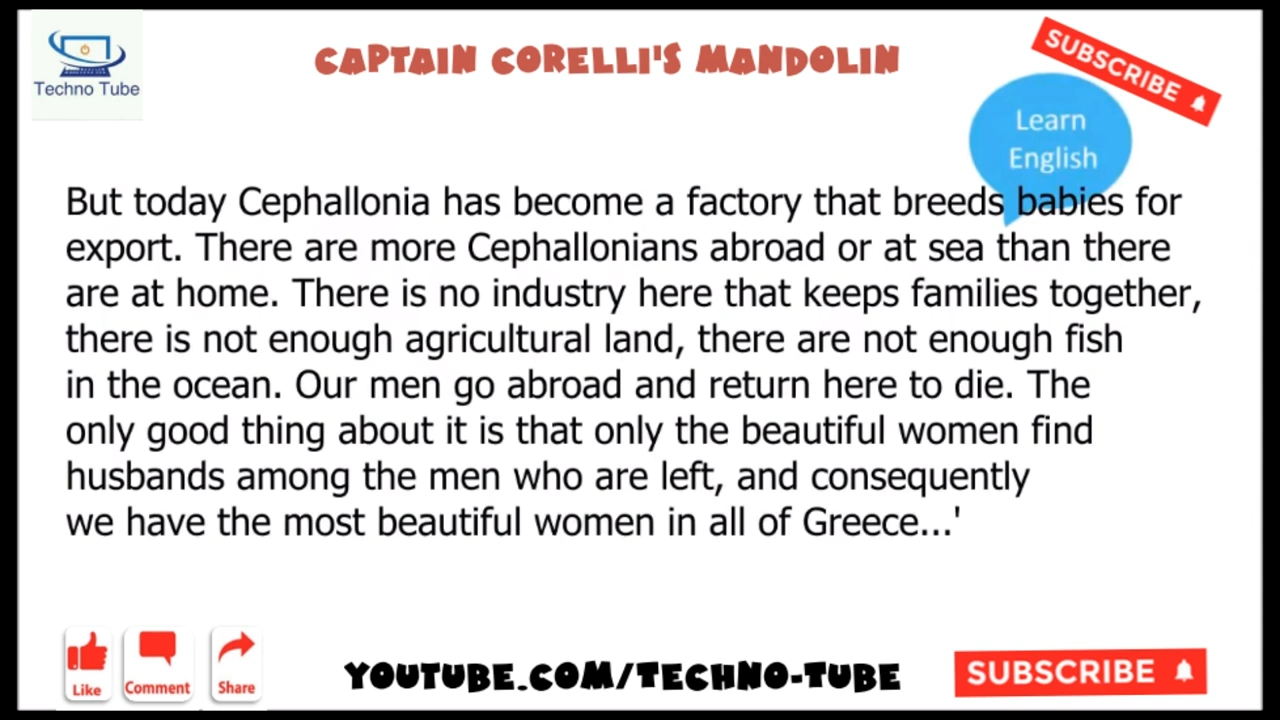 Techno Tube
CAPTAIN CORELLI'S MANDOLIN
SUBSCRIBE
Learn
English
But today Cephallonia has become a factory that breeds babies for
export. There are more Cephallonians abroad or at sea than there
are at home. There is no industry here that keeps families together,
there is not enough agricultural land, there are not enough fish
in the ocean. Our men go abroad and return here to die. The
only good thing about it is that only the beautiful women find
husbands among the men who are left, and consequently
we have the most beautiful women in all of Greece...'
Like
Comment
Share
YOUTUBE.COM/TECHNO-TUBE
SUBSCRIBE